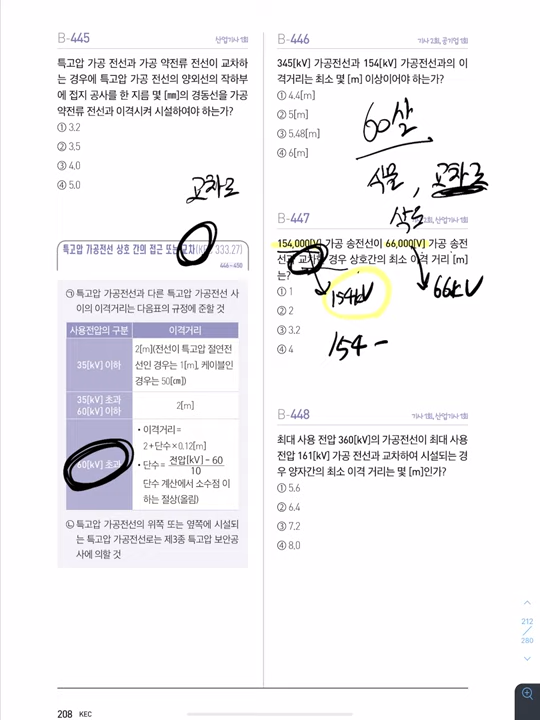 B-445
산업기사 1회
특고압 가공 전선과 가공 약전류 전선이 교차하
는 경우에 특고압 가공 전선의 양외선의 직하부
에 접지 공사를 한 지름 몇 [㎜]의 경동선을 가공
약전류 전선과 이격시켜 시설하여야 하는가?
① 3.2
② 3.5
③ 4.0
④ 5.0
교차로
특고압 가공전선 상호 간의 접근 또는 교차(KEC 333.27)
446~450
㉠ 특고압 가공전선과 다른 특고압 가공전선 사
이의 이격거리는 다음표의 규정에 준할 것
사용전압의 구분
이격거리
35[kV] 이하
2[m](전선이 특고압 절연전
선인 경우는 1[m], 케이블인
경우는 50[㎝])
35[kV] 초과
60[kV] 이하
2[m]
60[kV] 초과
• 이격거리=
2+단수×0.12[m]
• 단수= 전압[kV]-60
10
단수 계산에서 소수점 이
하는 절상(올림)
㉡ 특고압 가공전선의 위쪽 또는 옆쪽에 시설되
는 특고압 가공전선로는 제3종 특고압 보안공
사에 의할 것
B-446
기사 2회, 공기업 1회
345[kV] 가공전선과 154[kV] 가공전선과의 이
격거리는 최소 몇 [m] 이상이어야 하는가?
① 4.4[m]
② 5[m]
③ 5.48[m]
④ 6[m]
60살
식물, 교차로
삭도
B-447
산업기사 1회
154,000[V] 가공 송전선이 66,000[V] 가공 송전
선과 교차할 경우 상호간의 최소 이격 거리 [m]
는?
① 1
② 2
③ 3.2
④ 4
154kV
66kV
154 -
B-448
기사 1회, 산업기사 1회
최대 사용 전압 360[kV]의 가공전선이 최대 사용
전압 161[kV] 가공 전선과 교차하여 시설되는 경
우 양자간의 최소 이격 거리는 몇 [m]인가?
① 5.6
② 6.4
③ 7.2
④ 8.0
212
280
208 KEC